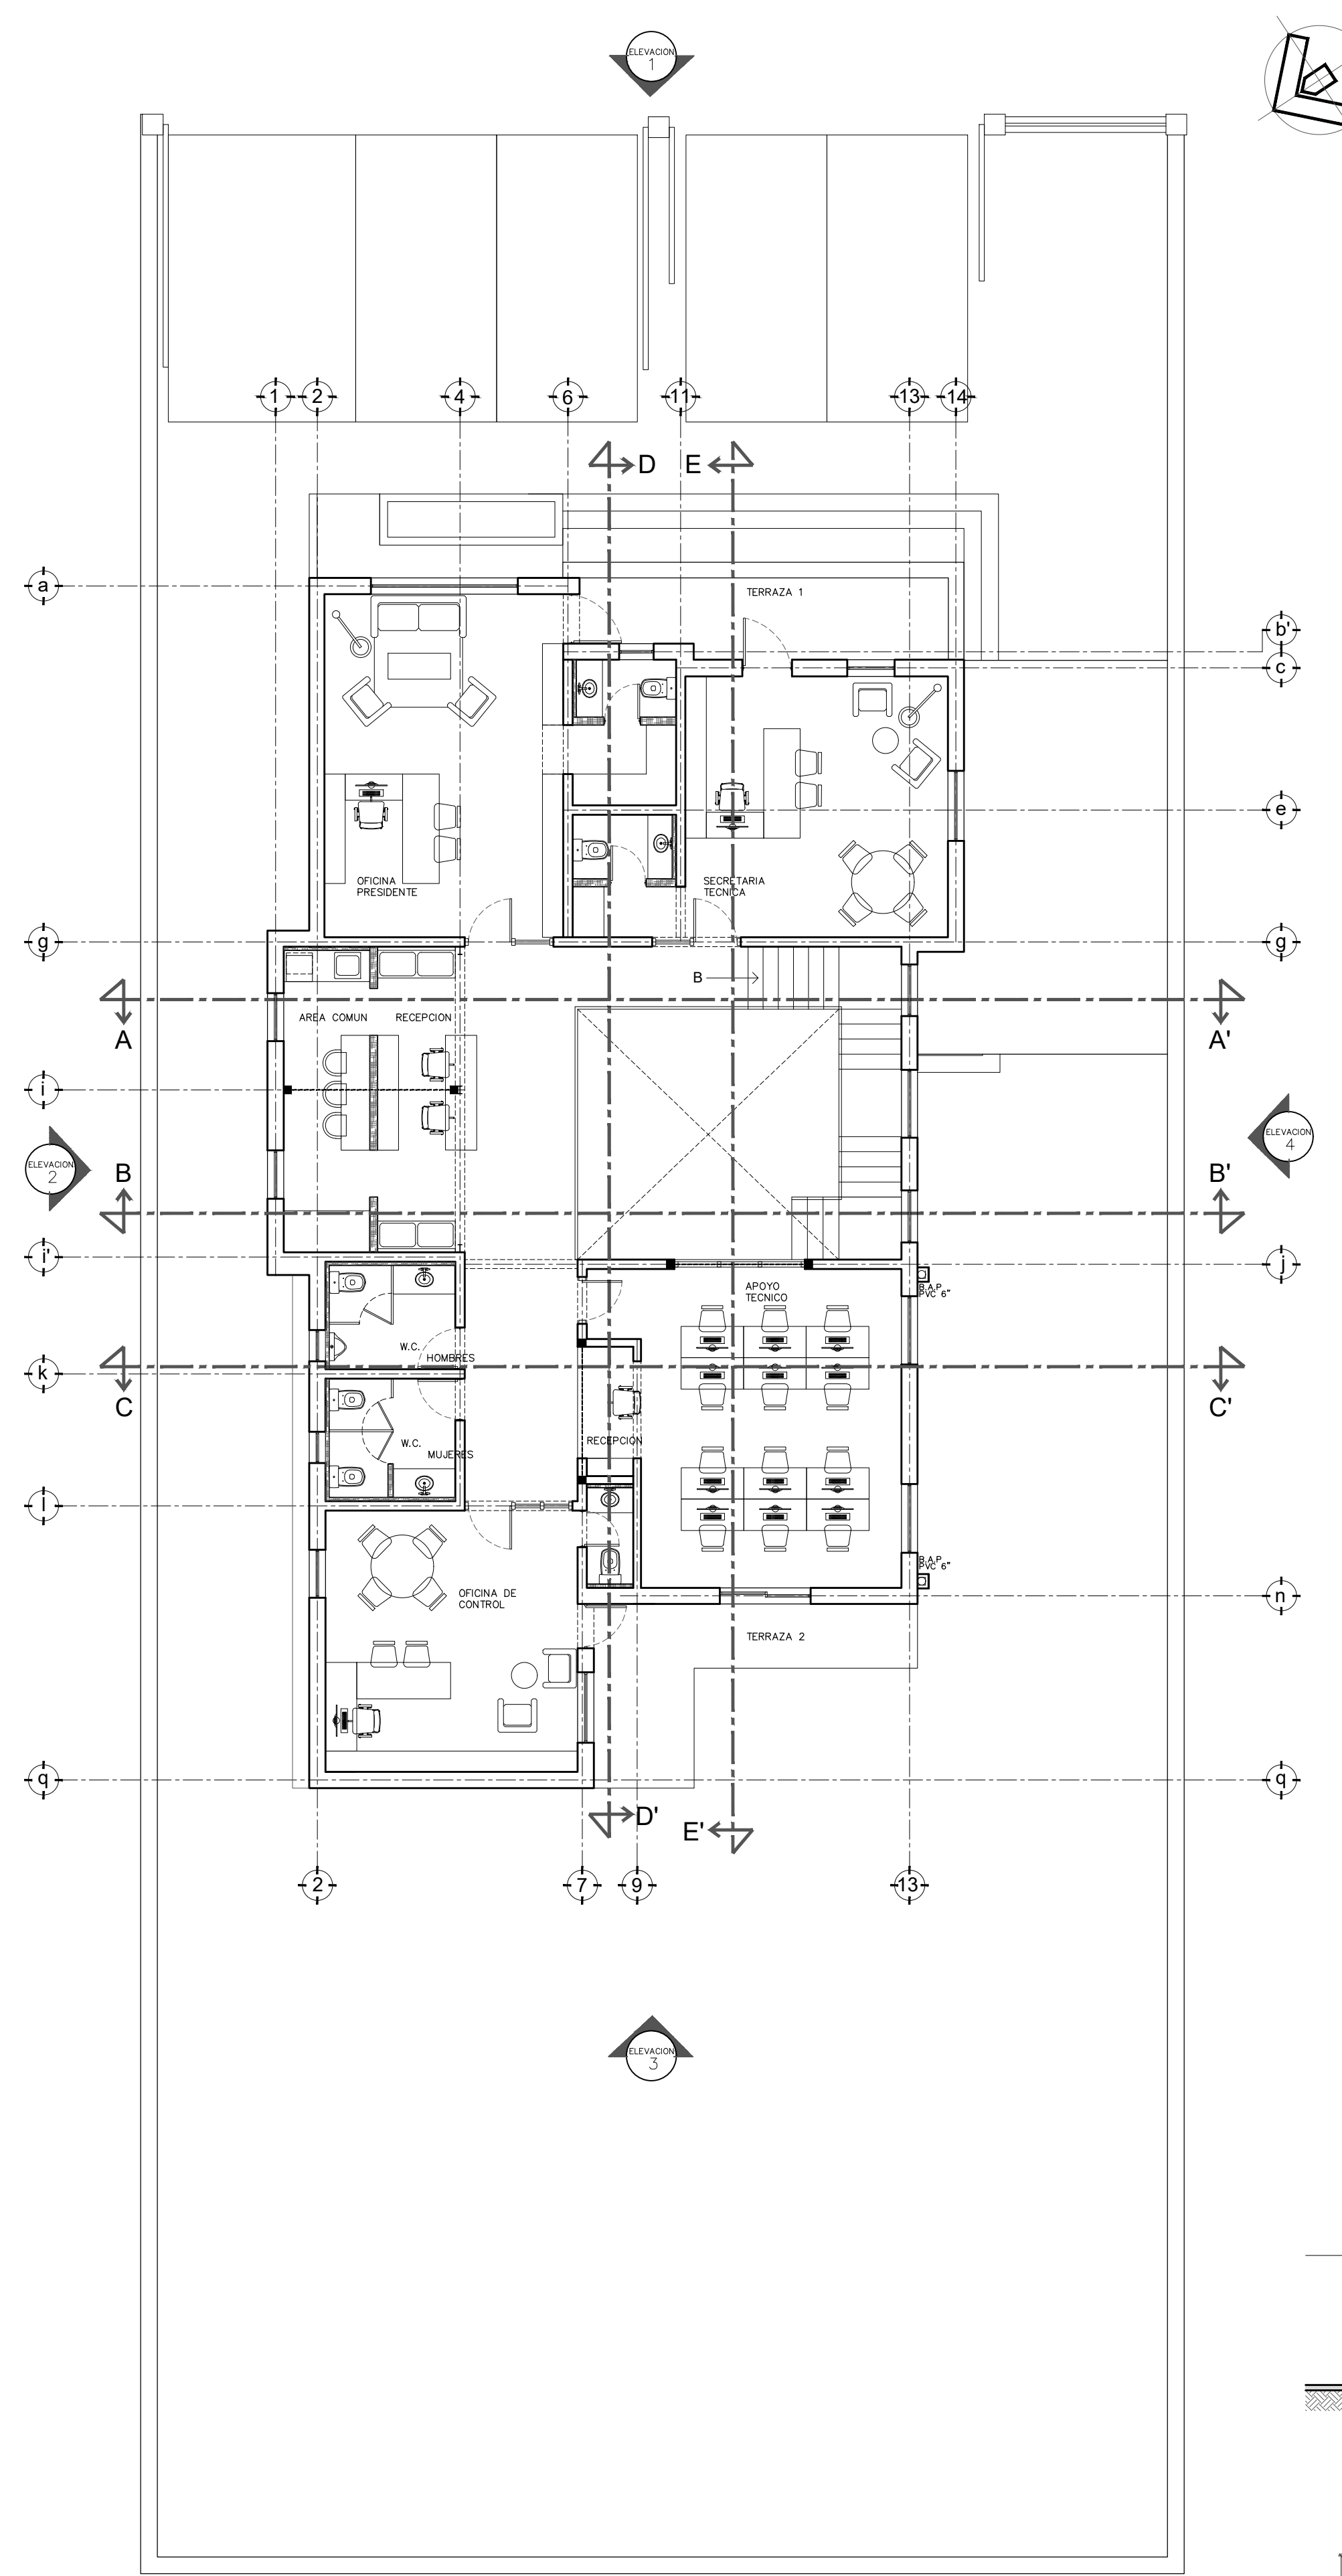 ELEVACION
1
1
2
4
6
11
13
14
D
E
a
TERRAZA 1
b'
c
e
OFICINA
PRESIDENTE
SECRETARIA
TECNICA
g
g
B
AREA COMUN
RECEPCION
A
A'
i
ELEVACION
2
ELEVACION
4
B
B'
i'
j
APOYO
TECNICO
B.A.P.
PVC 6"
W.C.
HOMBRES
k
C
C'
W.C.
MUJERES
RECEPCION
l
B.A.P.
PVC 6"
OFICINA DE
CONTROL
n
TERRAZA 2
q
q
D'
E'
2
7
9
13
ELEVACION
3